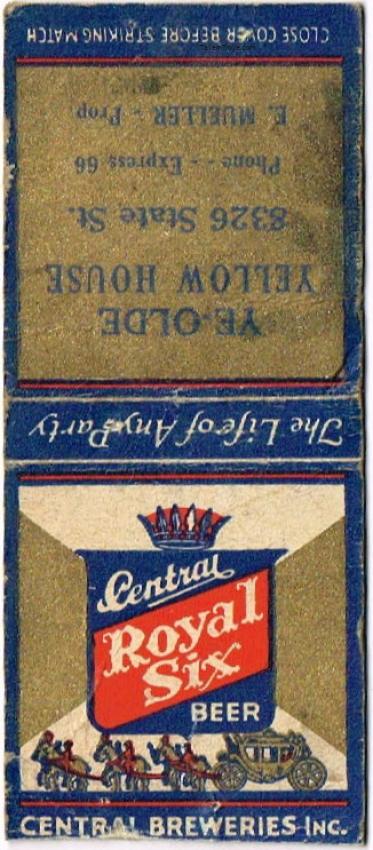 CLOSE COVER BEFORE STRIKING MATCH
E. MUELLER - Prop.
Phone - - Express 66
8326 State St.
YELLOW HOUSE
YE-OLDE
The Life of Any Party
Central
Royal
Six
BEER
CENTRAL BREWERIES INC.